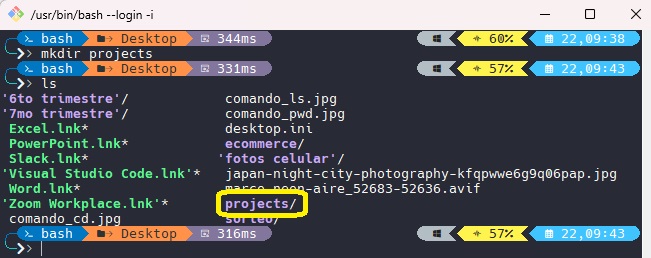 /usr/bin/bash --login -i
bash Desktop 344ms 60% 22,09:38
mkdir projects
bash Desktop 331ms 57% 22,09:43
ls
'6to trimestre'/ comando_ls.jpg
'7mo trimestre'/ comando_pwd.jpg
Excel.lnk* desktop.ini
PowerPoint.lnk* ecommerce/
Slack.lnk* 'fotos celular'/
'Visual Studio Code.lnk'* japan-night-city-photography-kfqpwwe6g9q06pap.jpg
Word.lnk* marco-neon-aire_52683-52636.avif
'Zoom Workplace.lnk'* projects/
comando_cd.jpg sorteo/
bash Desktop 316ms 57% 22,09:43